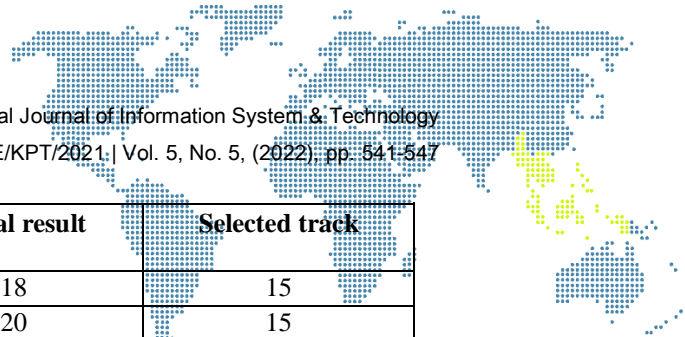 al Journal of Information System & Technology
E/KPT/2021 | Vol. 5, No. 5, (2022), pp. 541-547
al result Selected track
18 15
20 15